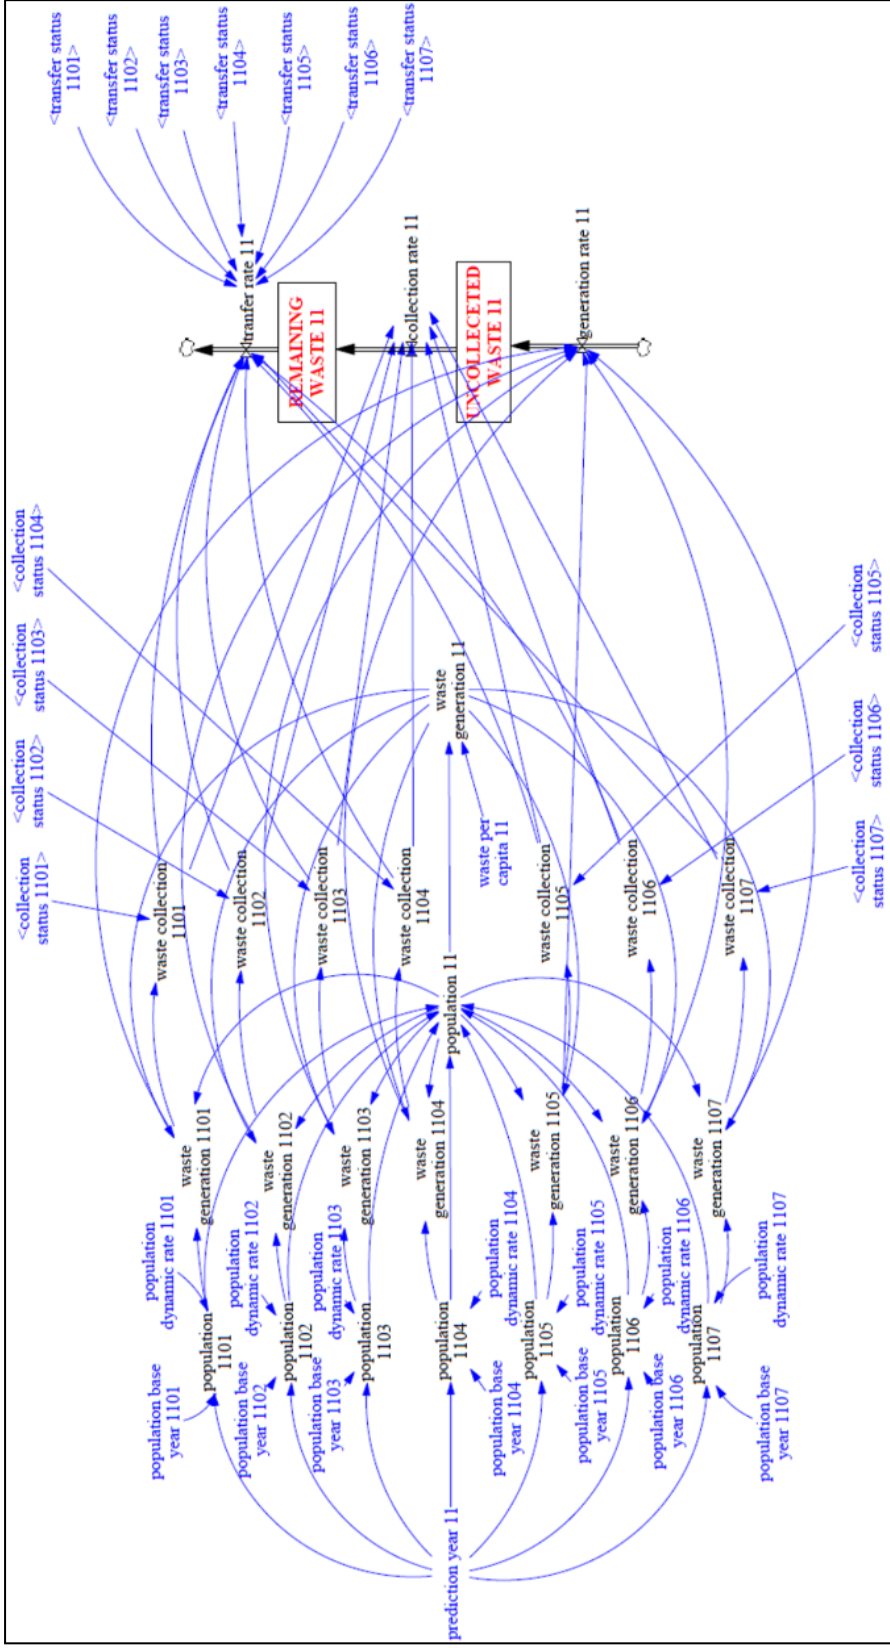 <collection
status 1101>
<collection
status 1102>
<collection
status 1103>
<collection
status 1104>
<transfer status
1101>
<transfer status
1102>
<transfer status
1103>
<transfer status
1104>
<transfer status
1105>
<transfer status
1106>
<transfer status
1107>
tranfer rate 11
REMAINING
WASTE 11
collection rate 11
UNCOLLECETED
WASTE 11
generation rate 11
population base
year 1101
population
dynamic rate 1101
population
1101
waste
generation 1101
waste collection
1101
population base
year 1102
population
dynamic rate 1102
population
1102
waste
generation 1102
waste collection
1102
population base
year 1103
population
dynamic rate 1103
population
1103
waste
generation 1103
waste collection
1103
prediction year 11
population
1104
waste
generation 1104
waste collection
1104
population 11
waste
generation 11
waste per
capita 11
population base
year 1104
population
dynamic rate 1104
population
1105
waste
generation 1105
waste collection
1105
population base
year 1105
population
dynamic rate 1105
population
1106
waste
generation 1106
waste collection
1106
population base
year 1106
population
dynamic rate 1106
population
1107
waste
generation 1107
waste collection
1107
population base
year 1107
population
dynamic rate 1107
<collection
status 1107>
<collection
status 1106>
<collection
status 1105>